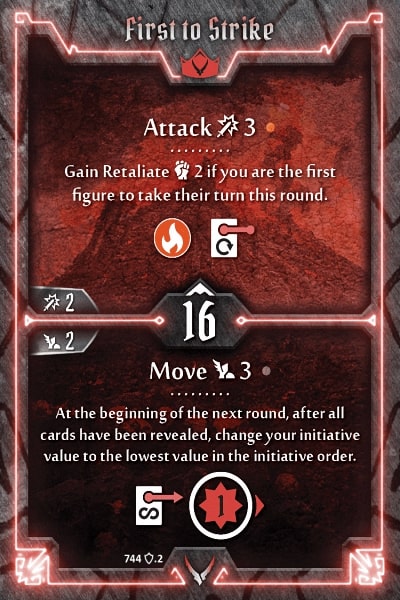 First to Strike
Attack 3
Gain Retaliate 2 if you are the first
figure to take their turn this round.
2
16
2
Move 3
At the beginning of the next round, after all
cards have been revealed, change your initiative
value to the lowest value in the initiative order.
1
744 .2